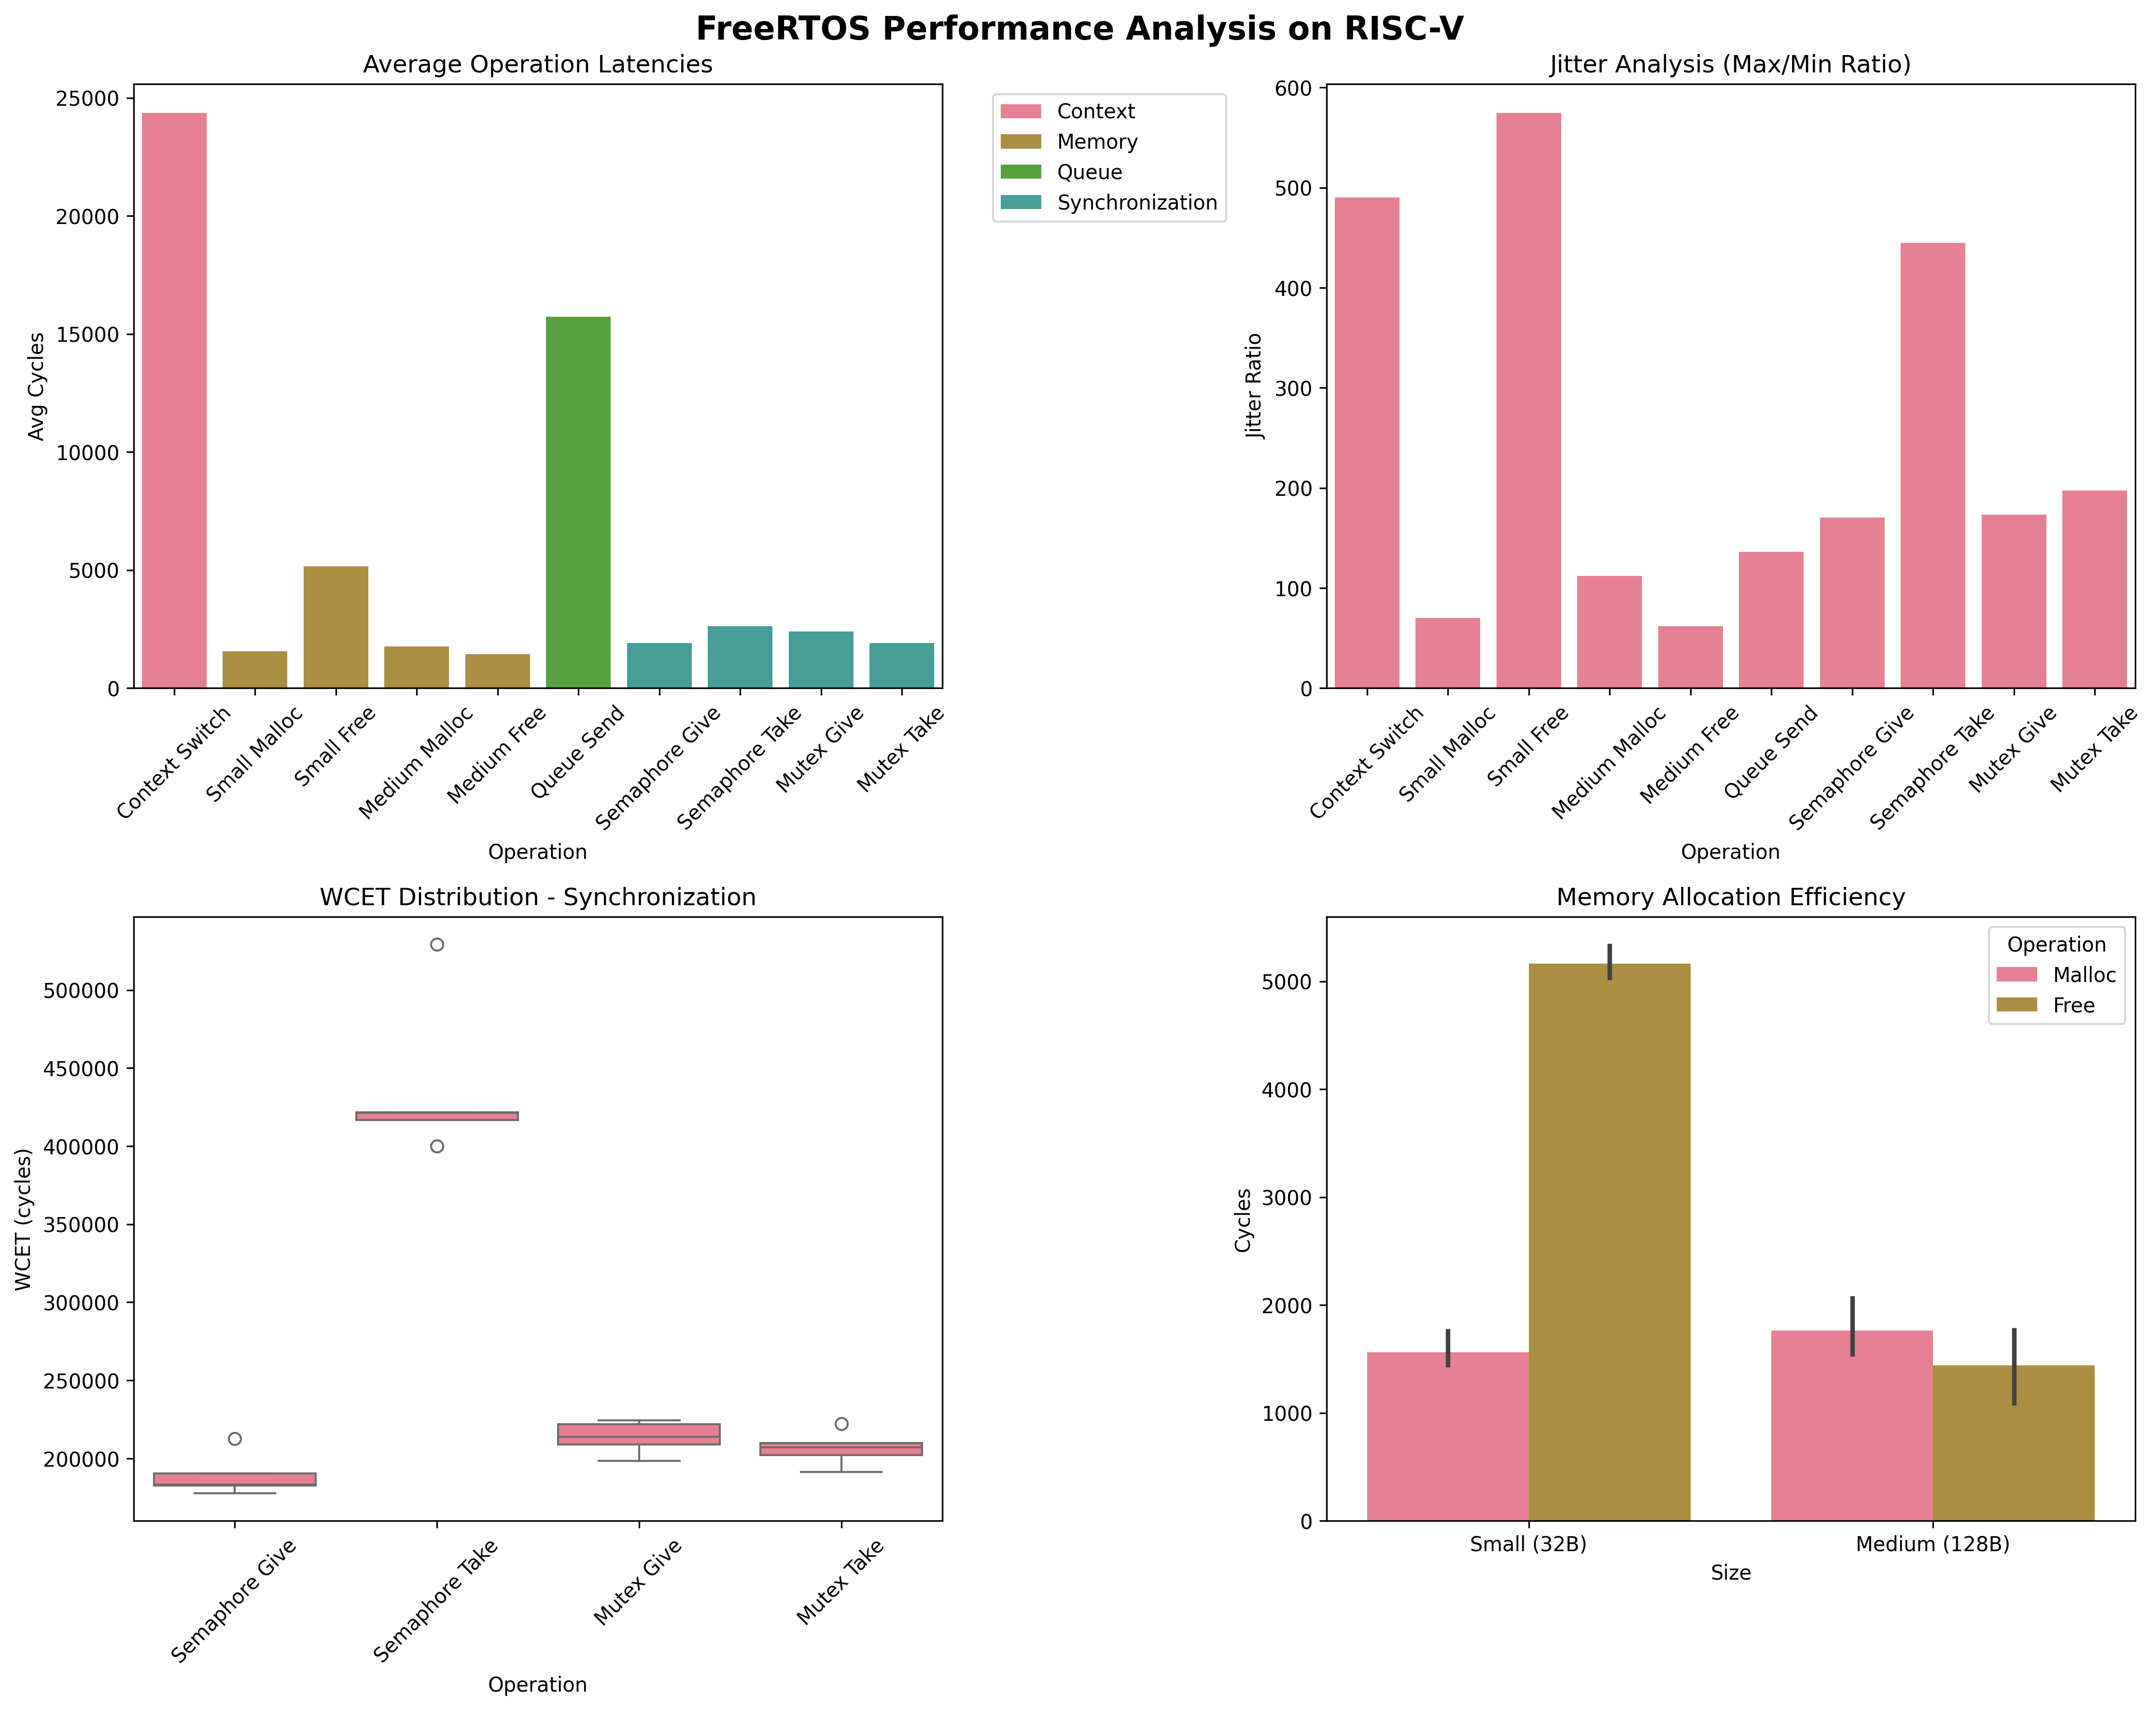 FreeRTOS Performance Analysis on RISC-V
Average Operation Latencies
Avg Cycles
25000
20000
15000
10000
5000
0
Context Switch
Small Malloc
Small Free
Medium Malloc
Medium Free
Queue Send
Semaphore Give
Semaphore Take
Mutex Give
Mutex Take
Operation
Context
Memory
Queue
Synchronization
Jitter Analysis (Max/Min Ratio)
Jitter Ratio
600
500
400
300
200
100
0
Context Switch
Small Malloc
Small Free
Medium Malloc
Medium Free
Queue Send
Semaphore Give
Semaphore Take
Mutex Give
Mutex Take
Operation
WCET Distribution - Synchronization
WCET (cycles)
500000
450000
400000
350000
300000
250000
200000
Semaphore Give
Semaphore Take
Mutex Give
Mutex Take
Operation
Memory Allocation Efficiency
Cycles
5000
4000
3000
2000
1000
0
Operation
Malloc
Free
Small (32B)
Medium (128B)
Size